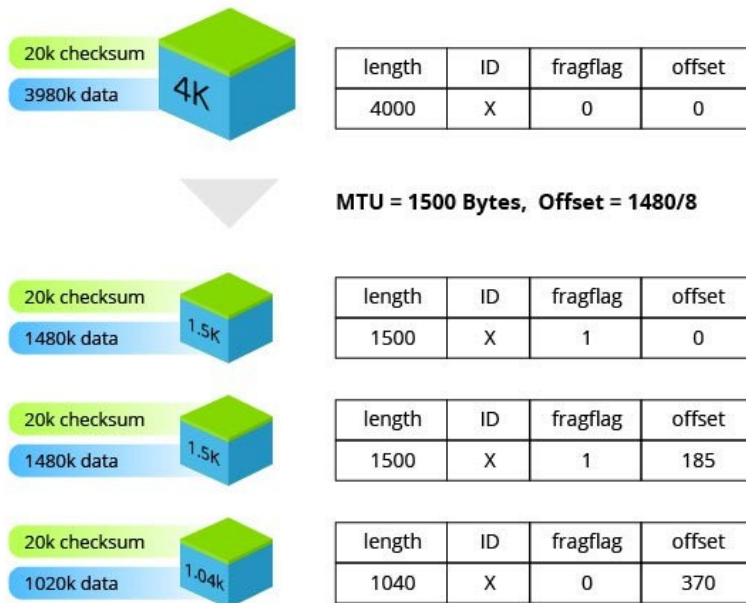 20k checksum
3980k data
4K
length ID fragflag offset
4000 X 0 0
MTU = 1500 Bytes, Offset = 1480/8
20k checksum
1480k data
1.5K
length ID fragflag offset
1500 X 1 0
20k checksum
1480k data
1.5K
length ID fragflag offset
1500 X 1 185
20k checksum
1020k data
1.04k
length ID fragflag offset
1040 X 0 370